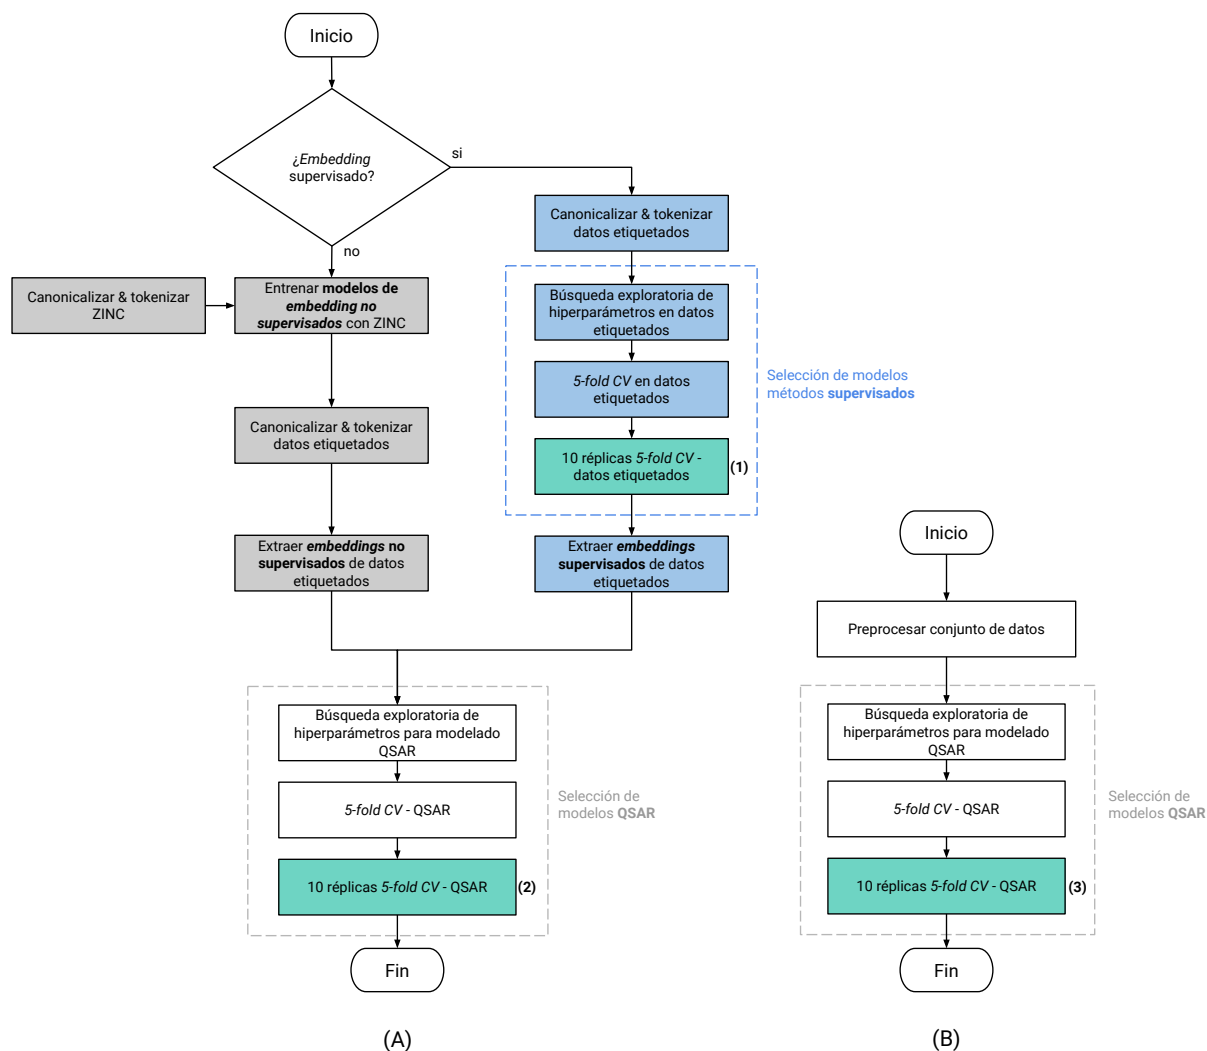 Inicio
¿Embedding
supervisado?
si
no
Canonicalizar & tokenizar
datos etiquetados
Canonicalizar & tokenizar
ZINC
Entrenar modelos de
embedding no
supervisados con ZINC
Búsqueda exploratoria de
hiperparámetros en datos
etiquetados
5-fold CV en datos
etiquetados
Selección de modelos
métodos supervisados
Canonicalizar & tokenizar
datos etiquetados
10 réplicas 5-fold CV -
datos etiquetados
(1)
Extraer embeddings no
supervisados de datos
etiquetados
Extraer embeddings
supervisados de datos
etiquetados
Búsqueda exploratoria de
hiperparámetros para modelado
QSAR
5-fold CV - QSAR
Selección de
modelos QSAR
10 réplicas 5-fold CV - QSAR
(2)
Fin
(A)
Inicio
Preprocesar conjunto de datos
Búsqueda exploratoria de
hiperparámetros para modelado
QSAR
5-fold CV - QSAR
Selección de
modelos QSAR
10 réplicas 5-fold CV - QSAR
(3)
Fin
(B)